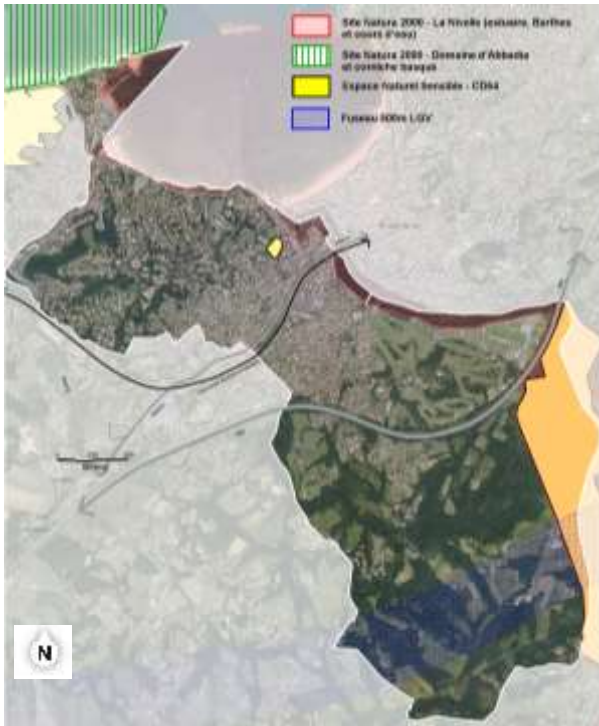 Site Natura 2000 - La Nivelle (estuaire, Barthes
et cours d'eau)
Site Natura 2000 - Domaine d'Abbadia
et corniche basque
Espace Naturel Sensible - CD64
Fuseau 500m LGV
N